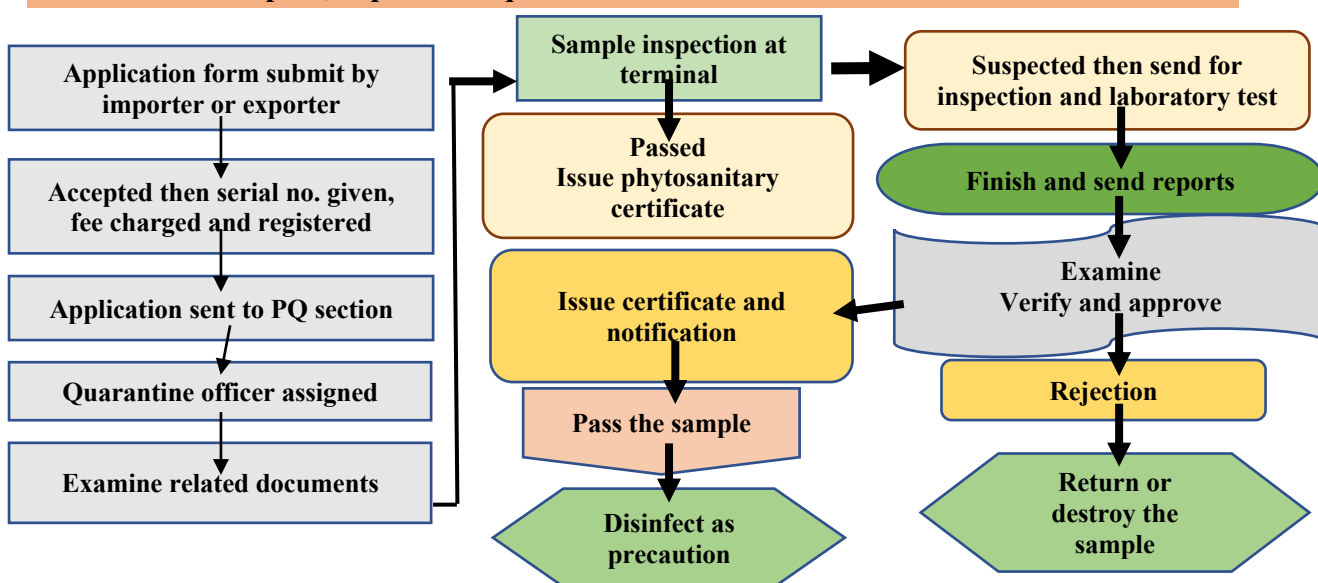 Application form submit by
importer or exporter
Accepted then serial no. given,
fee charged and registered
Application sent to PQ section
Quarantine officer assigned
Examine related documents
Sample inspection at
terminal
Passed
Issue phytosanitary
certificate
Issue certificate and
notification
Pass the sample
Disinfect as
precaution
Suspected then send for
inspection and laboratory test
Finish and send reports
Examine
Verify and approve
Rejection
Return or
destroy the
sample